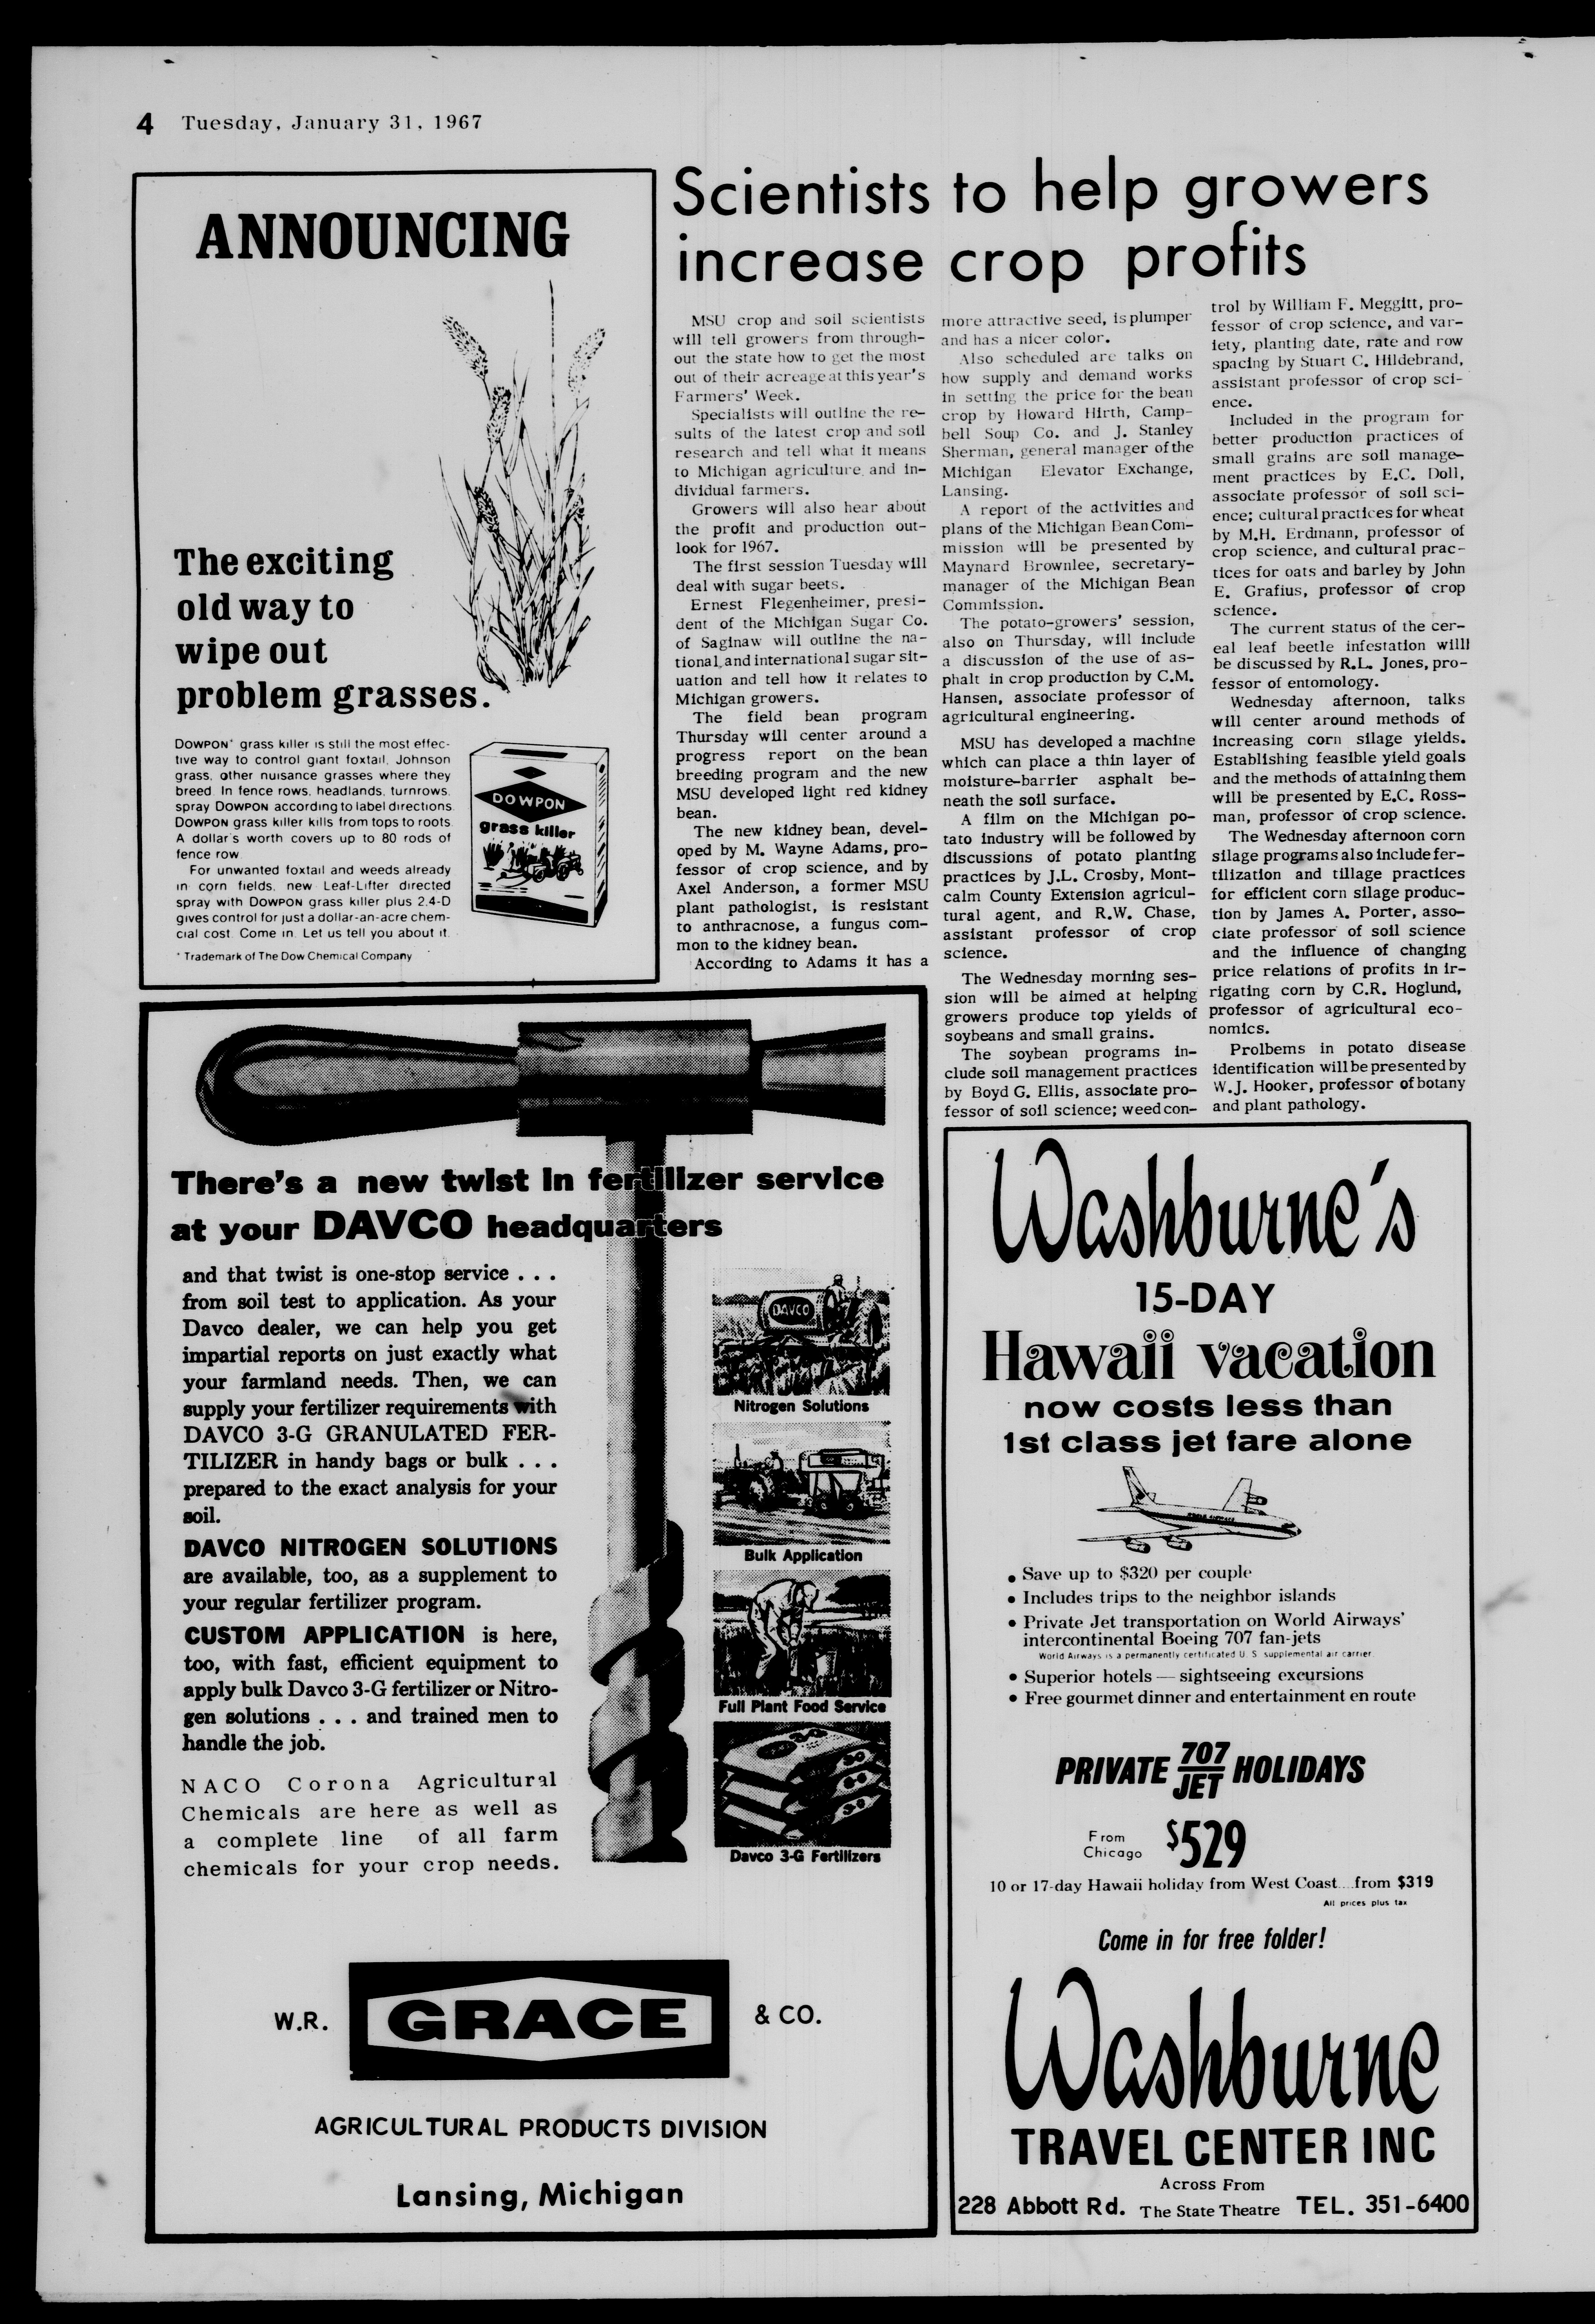 4 Tuesday, January 31, 1967
ANNOUNCING
The exciting
old way to
wipe out
problem grasses.
DOWPON* grass killer is still the most effec-
tive way to control giant foxtail, Johnson
grass, other nuisance grasses where they
breed. In fence rows, headlands, turnrows,
spray DOWPON according to label directions.
DOWPON grass killer kills from tops to roots.
A dollar's worth covers up to 80 rods of
fence row.
For unwanted foxtail and weeds already
in corn fields, new Leaf-Lifter directed
spray with DOWPON grass killer plus 2,4-D
gives control for just a dollar-an-acre chem-
cial cost. Come in. Let us tell you about it.
* Trademark of The Dow Chemical Company
DOWPON
grass killer
Scientists to help growers
increase crop profits
MSU crop and soil scientists
will tell growers from through-
out the state how to get the most
out of their acreage at this year's
Farmers' Week.
Specialists will outline the re-
sults of the latest crop and soil
research and tell what it means
to Michigan agriculture and in-
dividual farmers.
Growers will also hear about
the profit and production out-
look for 1967.
The first session Tuesday will
deal with sugar beets.
Ernest Flegenheimer, presi-
dent of the Michigan Sugar Co.
of Saginaw will outline the na-
tional and international sugar sit-
uation and tell how it relates to
Michigan growers.
The field bean program
Thursday will center around a
progress report on the bean
breeding program and the new
MSU developed light red kidney
bean.
The new kidney bean, devel-
oped by M. Wayne Adams, pro-
fessor of crop science, and by
Axel Anderson, a former MSU
plant pathologist, is resistant
to anthracnose, a fungus com-
mon to the kidney bean.
According to Adams it has a
more attractive seed, is plumper
and has a nicer color.
Also scheduled are talks on
how supply and demand works
in setting the price for the bean
crop by Howard Hirth, Camp-
bell Soup Co. and J. Stanley
Sherman, general manager of the
Michigan Elevator Exchange,
Lansing.
A report of the activities and
plans of the Michigan Bean Com-
mission will be presented by
Maynard Brownlee, secretary-
manager of the Michigan Bean
Commission.
The potato-growers' session,
also on Thursday, will include
a discussion of the use of as-
phalt in crop production by C.M.
Hansen, associate professor of
agricultural engineering.
MSU has developed a machine
which can place a thin layer of
moisture-barrier asphalt be-
neath the soil surface.
A film on the Michigan po-
tato industry will be followed by
discussions of potato planting
practices by J.L. Crosby, Mont-
calm County Extension agricul-
tural agent, and R.W. Chase,
assistant professor of crop
science.
The Wednesday morning ses-
sion will be aimed at helping
growers produce top yields of
soybeans and small grains.
The soybean programs in-
clude soil management practices
by Boyd G. Ellis, associate pro-
fessor of soil science; weed con-
trol by William F. Meggitt, pro-
fessor of crop science, and var-
iety, planting date, rate and row
spacing by Stuart C. Hildebrand,
assistant professor of crop sci-
ence.
Included in the program for
better production practices of
small grains are soil manage-
ment practices by E.C. Doll,
associate professor of soil sci-
ence; cultural practices for wheat
by M.H. Erdmann, professor of
crop science, and cultural prac-
tices for oats and barley by John
E. Grafius, professor of crop
science.
The current status of the cer-
eal leaf beetle infestation willl
be discussed by R.L. Jones, pro-
fessor of entomology.
Wednesday afternoon, talks
will center around methods of
increasing corn silage yields.
Establishing feasible yield goals
and the methods of attaining them
will be presented by E.C. Ross-
man, professor of crop science.
The Wednesday afternoon corn
silage programs also include fer-
tilization and tillage practices
for efficient corn silage produc-
tion by James A. Porter, asso-
ciate professor of soil science
and the influence of changing
price relations of profits in ir-
rigating corn by C.R. Hoglund,
professor of agricultural eco-
nomics.
Prolbems in potato disease
identification will be presented by
W.J. Hooker, professor of botany
and plant pathology.
There's a new twist in fertilizer service
at your DAVCO headquarters
and that twist is one-stop service . . .
from soil test to application. As your
Davco dealer, we can help you get
impartial reports on just exactly what
your farmland needs. Then, we can
supply your fertilizer requirements with
DAVCO 3-G GRANULATED FER-
TILIZER in handy bags or bulk . . .
prepared to the exact analysis for your
soil.
DAVCO NITROGEN SOLUTIONS
are available, too, as a supplement to
your regular fertilizer program.
CUSTOM APPLICATION is here,
too, with fast, efficient equipment to
apply bulk Davco 3-G fertilizer or Nitro-
gen solutions . . . and trained men to
handle the job.
NACO Corona Agricultural
Chemicals are here as well as
a complete line of all farm
chemicals for your crop needs.
DAVCO
Nitrogen Solutions
Bulk Application
Full Plant Food Service
3-G
3-G
3-G
3-G
Davco 3-G Fertilizers
W.R. GRACE & CO.
AGRICULTURAL PRODUCTS DIVISION
Lansing, Michigan
Washburne's
15-DAY
Hawaii vacation
now costs less than
1st class jet fare alone
• Save up to $320 per couple
• Includes trips to the neighbor islands
• Private Jet transportation on World Airways'
intercontinental Boeing 707 fan-jets
World Airways is a permanently certificated U. S. supplemental air carrier.
• Superior hotels — sightseeing excursions
• Free gourmet dinner and entertainment en route
PRIVATE 707 JET HOLIDAYS
From
Chicago $529
10 or 17-day Hawaii holiday from West Coast....from $319
All prices plus tax
Come in for free folder!
Washburne
TRAVEL CENTER INC
Across From
228 Abbott Rd. The State Theatre TEL. 351-6400